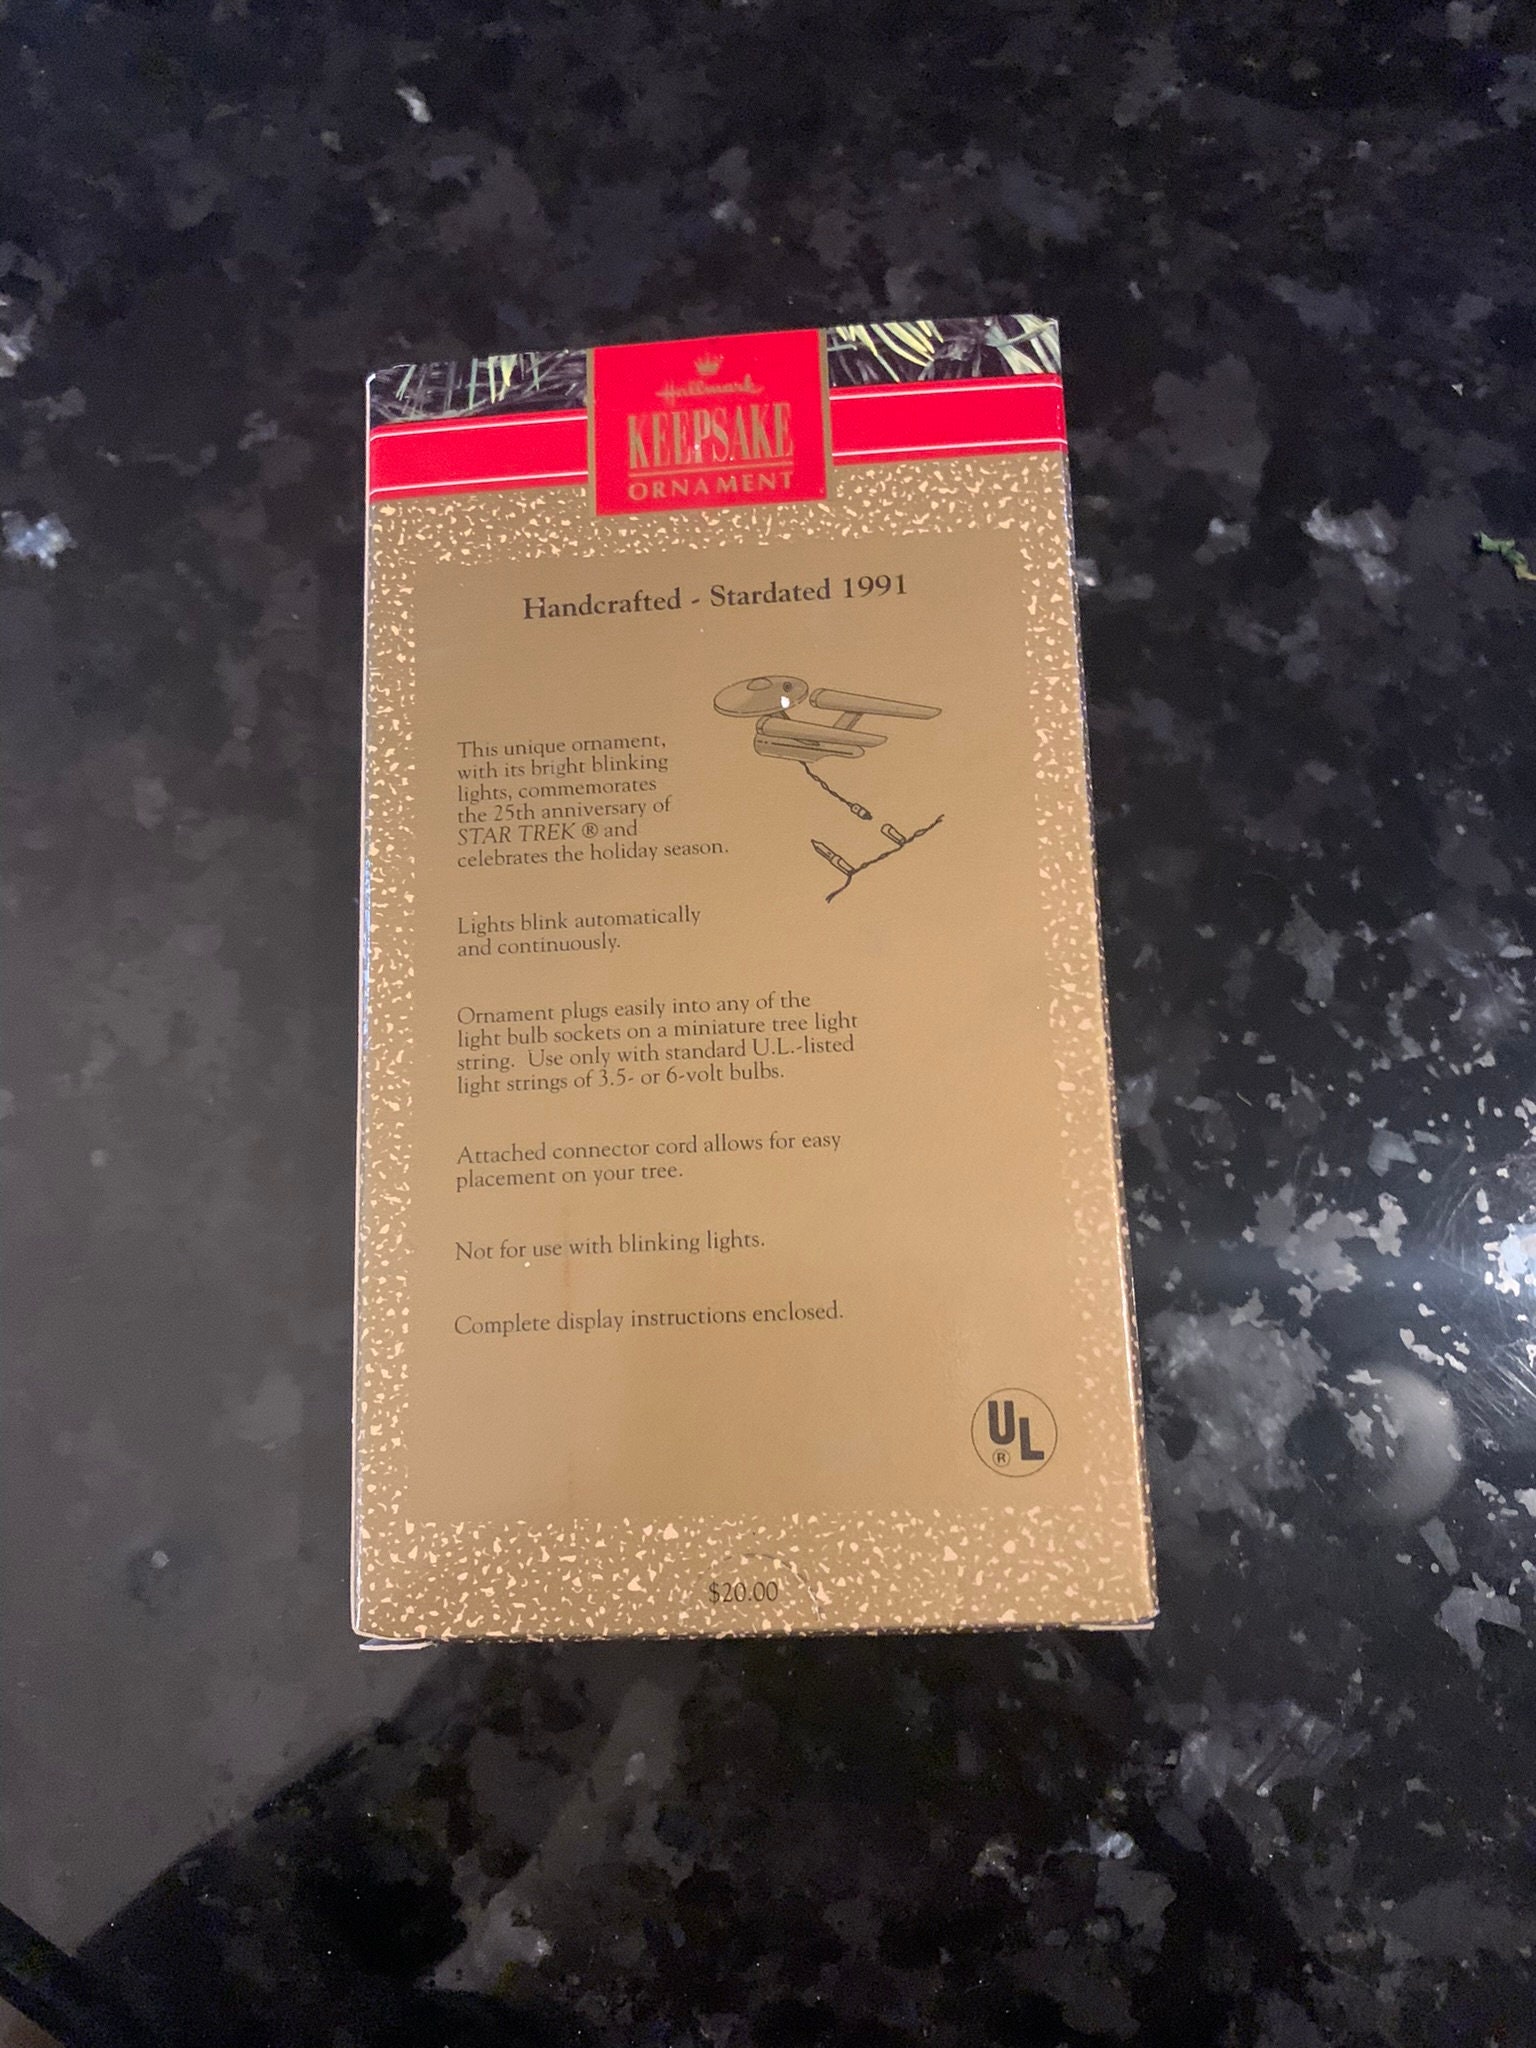 Hallmark
KEEPSAKE
ORNAMENT
Handcrafted - Stardated 1991
This unique ornament,
with its bright blinking
lights, commemorates
the 25th anniversary of
STAR TREK ® and
celebrates the holiday season.
Lights blink automatically
and continuously.
Ornament plugs easily into any of the
light bulb sockets on a miniature tree light
string. Use only with standard U.L.-listed
light strings of 3.5- or 6-volt bulbs.
Attached connector cord allows for easy
placement on your tree.
Not for use with blinking lights.
Complete display instructions enclosed.
UL
®
$20.00